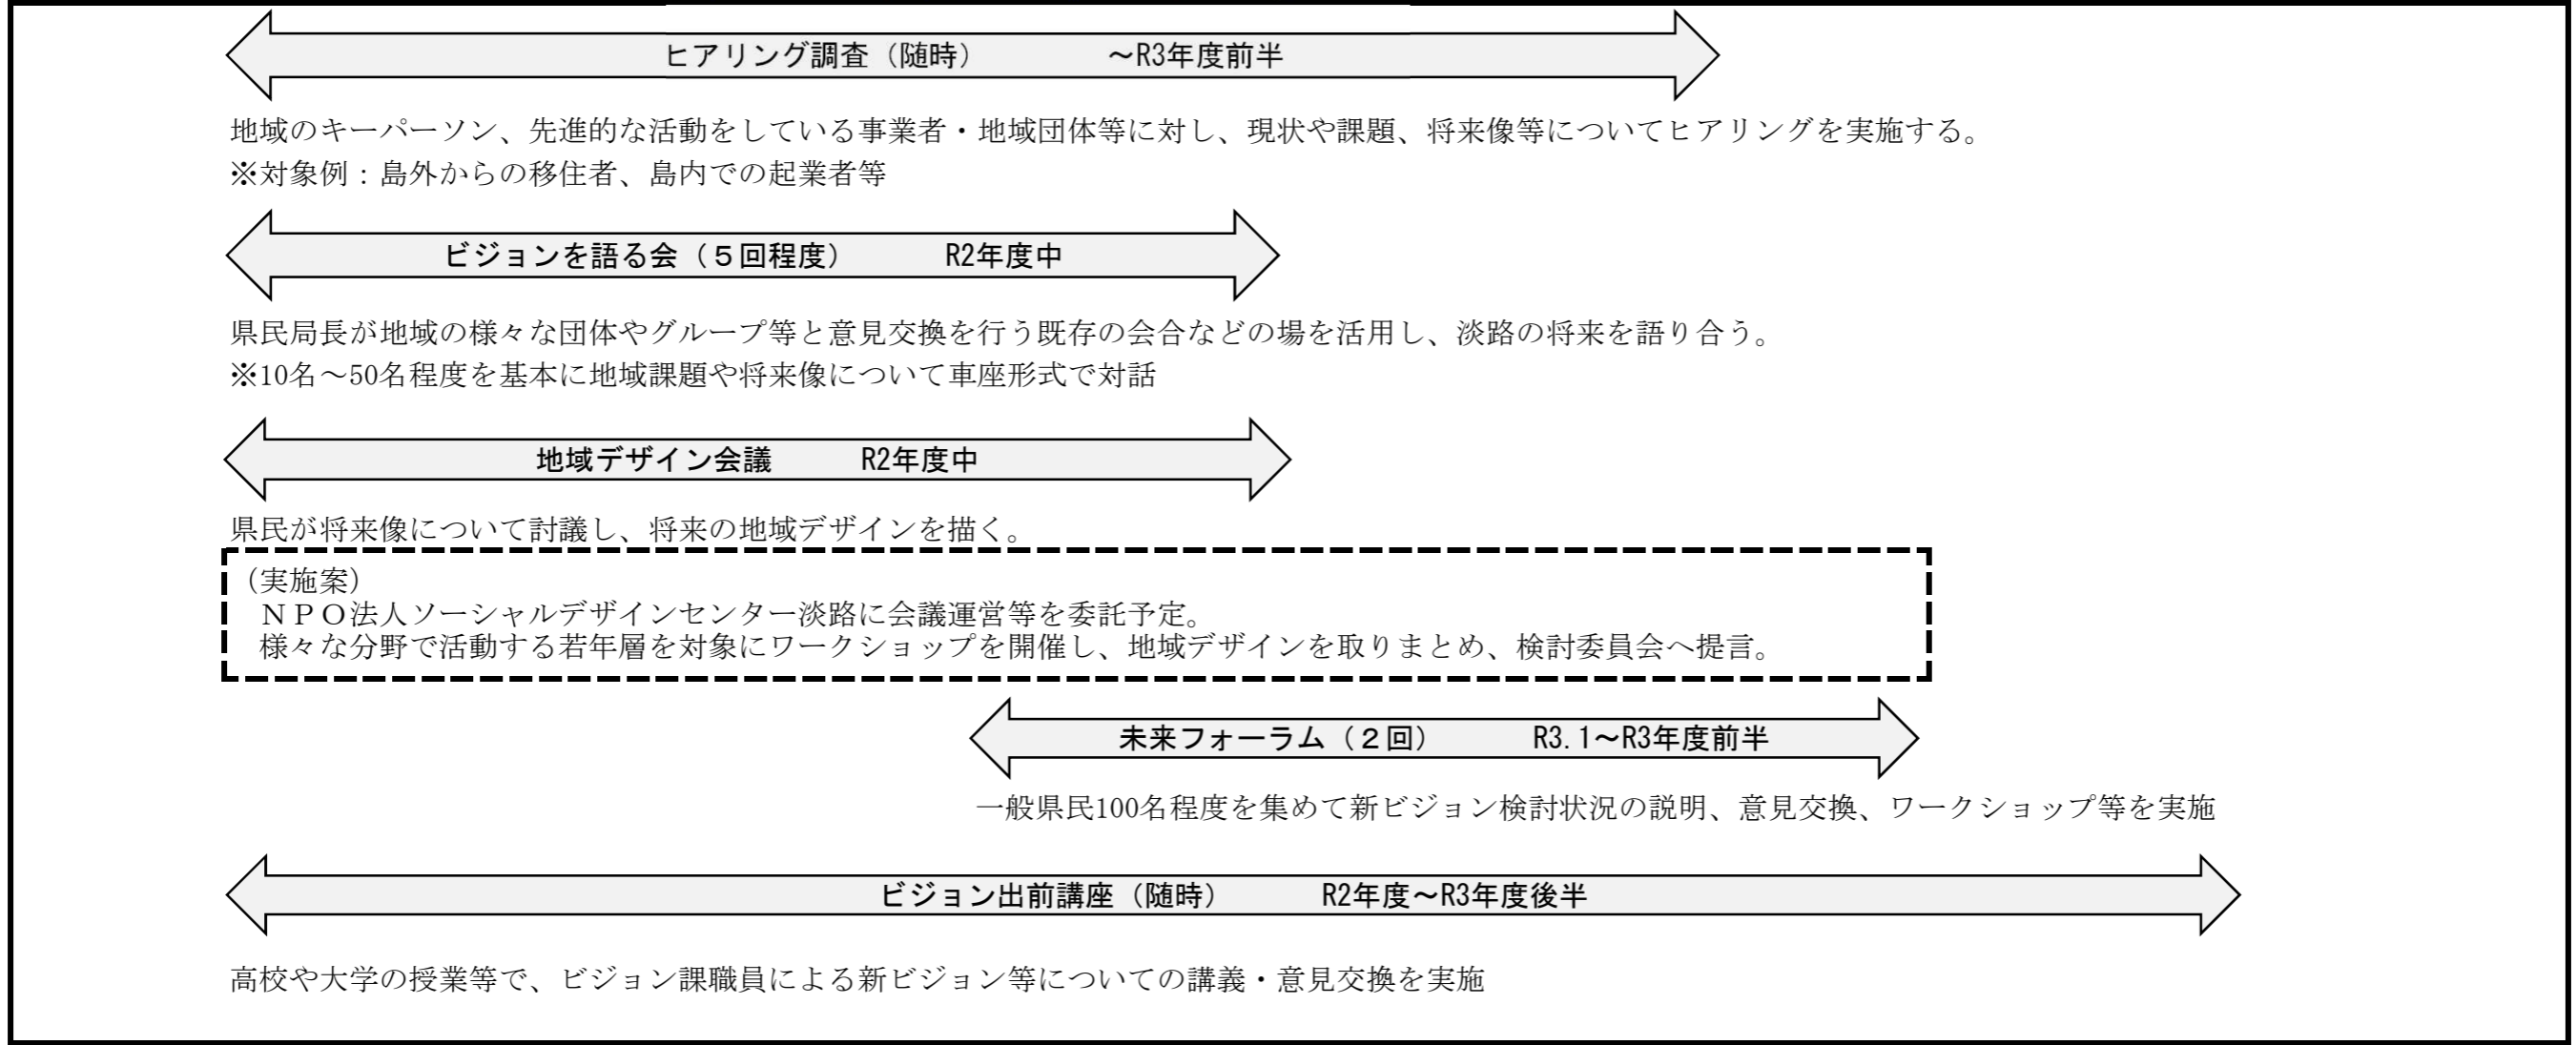 ヒアリング調査（随時）　　　　～R3年度前半
地域のキーパーソン、先進的な活動をしている事業者・地域団体等に対し、現状や課題、将来像等についてヒアリングを実施する。
※対象例：島外からの移住者、島内での起業者等
ビジョンを語る会（５回程度）　　　R2年度中
県民局長が地域の様々な団体やグループ等と意見交換を行う既存の会合などの場を活用し、淡路の将来を語り合う。
※10名～50名程度を基本に地域課題や将来像について車座形式で対話
地域デザイン会議　　　R2年度中
県民が将来像について討議し、将来の地域デザインを描く。
（実施案）
ＮＰＯ法人ソーシャルデザインセンター淡路に会議運営等を委託予定。
様々な分野で活動する若年層を対象にワークショップを開催し、地域デザインを取りまとめ、検討委員会へ提言。
未来フォーラム（２回）　　　R3.1～R3年度前半
一般県民100名程度を集めて新ビジョン検討状況の説明、意見交換、ワークショップ等を実施
ビジョン出前講座（随時）　　　R2年度～R3年度後半
高校や大学の授業等で、ビジョン課職員による新ビジョン等についての講義・意見交換を実施